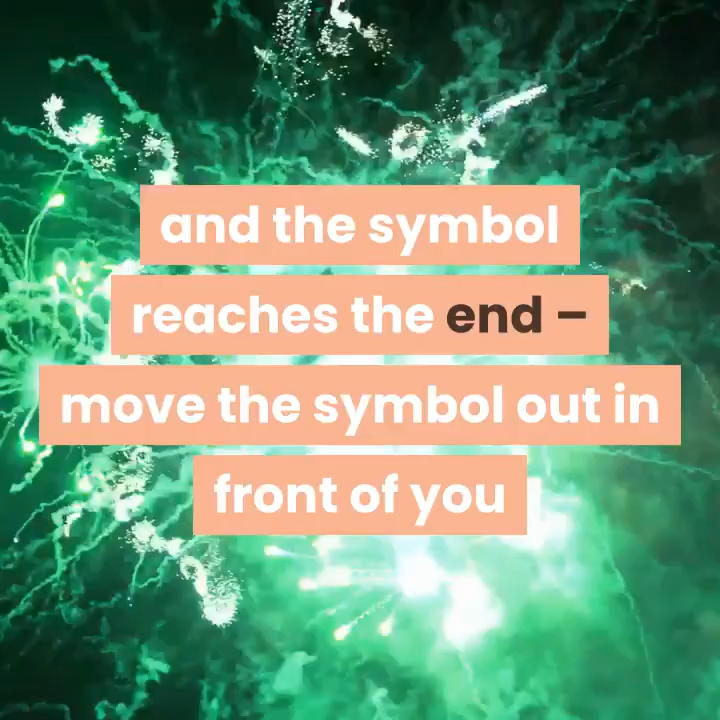 and the symbol
reaches the end –
move the symbol out in
front of you